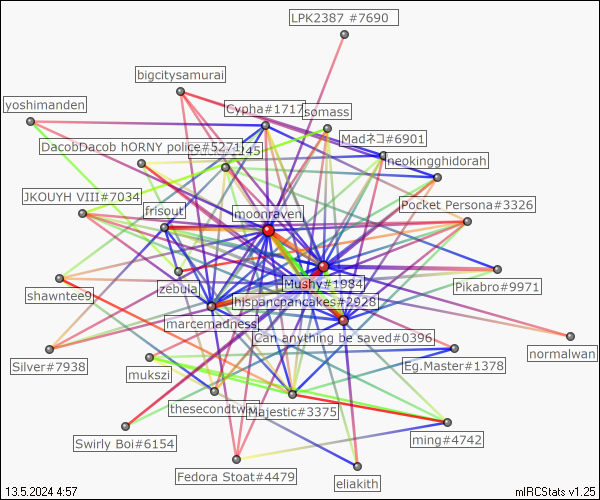 LPK2387 #7690
bigcitysamurai
yoshimanden
Cypha#1717
somass
Madネコ#6901
DacobDacob hORNY police#5271
245
neokingghidorah
JKOUYH VIII#7034
Pocket Persona#3326
frisout
moonraven
zebula
Mushy#1984
Pikabro#9971
shawntee9
hispanicpancakes#2928
marcemadness
Can anything be saved#0396
normalwan
Silver#7938
Eg.Master#1378
mukszi
thesecondtw
Majestic#3375
Swirly Boi#6154
ming#4742
Fedora Stoat#4479
eliakith
13.5.2024 4:57
mIRCStats v1.25